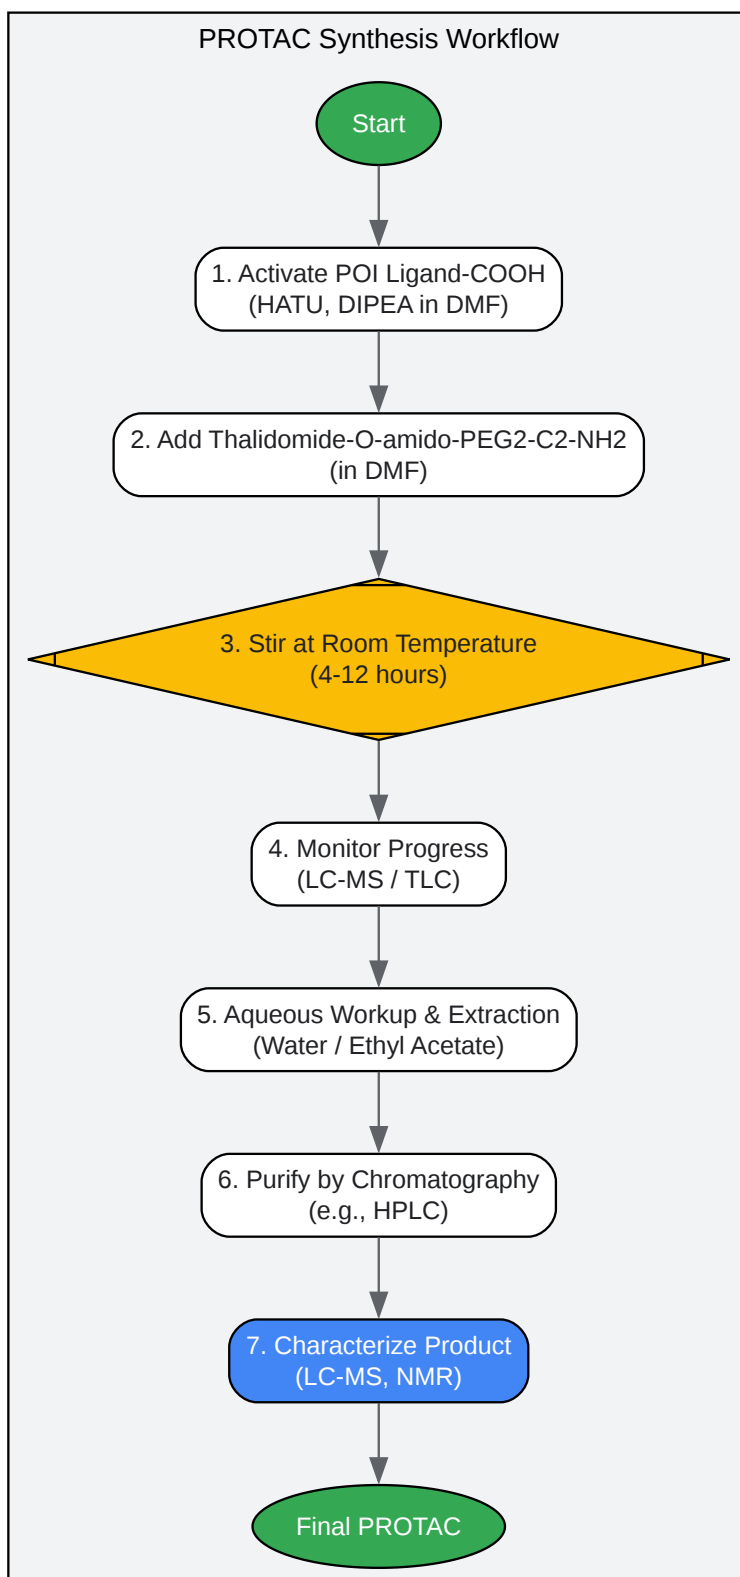 PROTAC Synthesis Workflow
Start
1. Activate POI Ligand-COOH
(HATU, DIPEA in DMF)
2. Add Thalidomide-O-amido-PEG2-C2-NH2
(in DMF)
3. Stir at Room Temperature
(4-12 hours)
4. Monitor Progress
(LC-MS / TLC)
5. Aqueous Workup & Extraction
(Water / Ethyl Acetate)
6. Purify by Chromatography
(e.g., HPLC)
7. Characterize Product
(LC-MS, NMR)
Final PROTAC